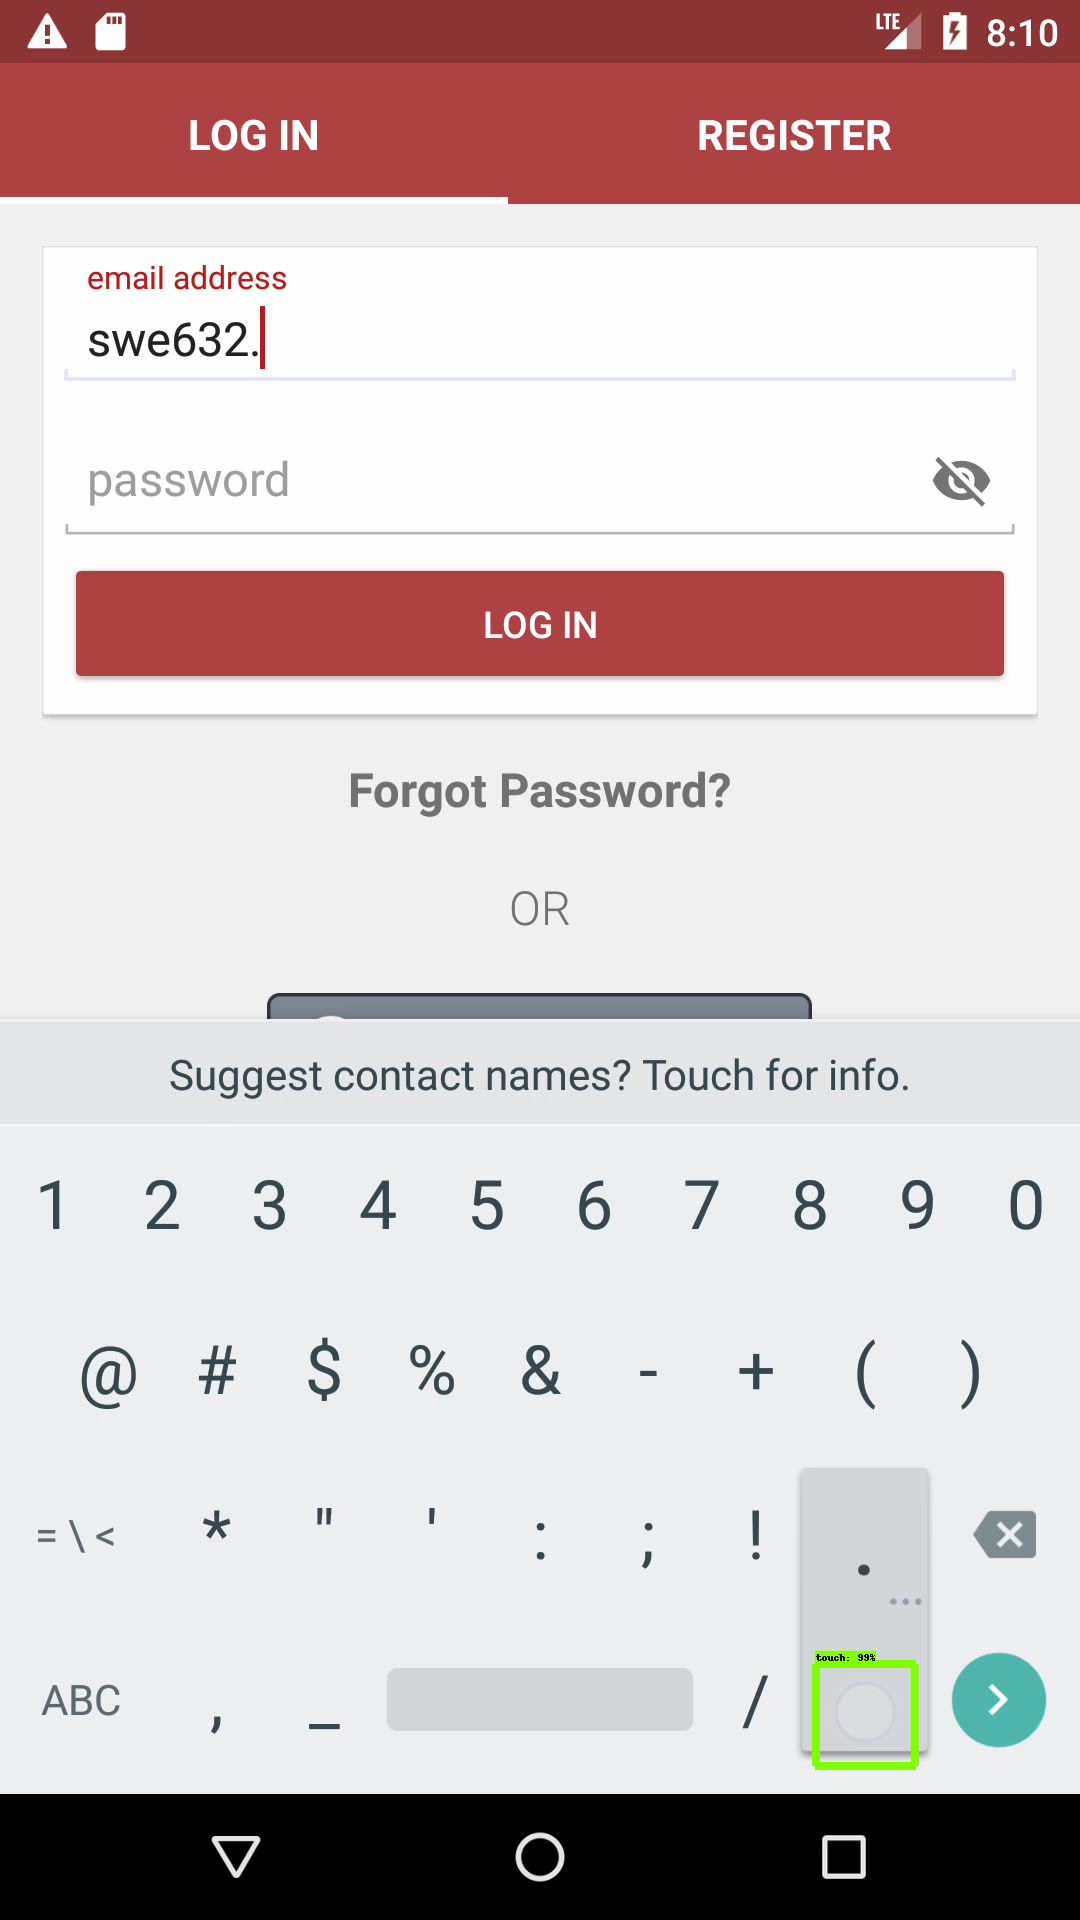 LTE 8:10
LOG IN REGISTER
email address
swe632.
password
LOG IN
Forgot Password?
OR
Suggest contact names? Touch for info.
1 2 3 4 5 6 7 8 9 0
@ # $ % & - + ( )
= \ < * " ' : ; ! .
touch: 99%
ABC , _ /